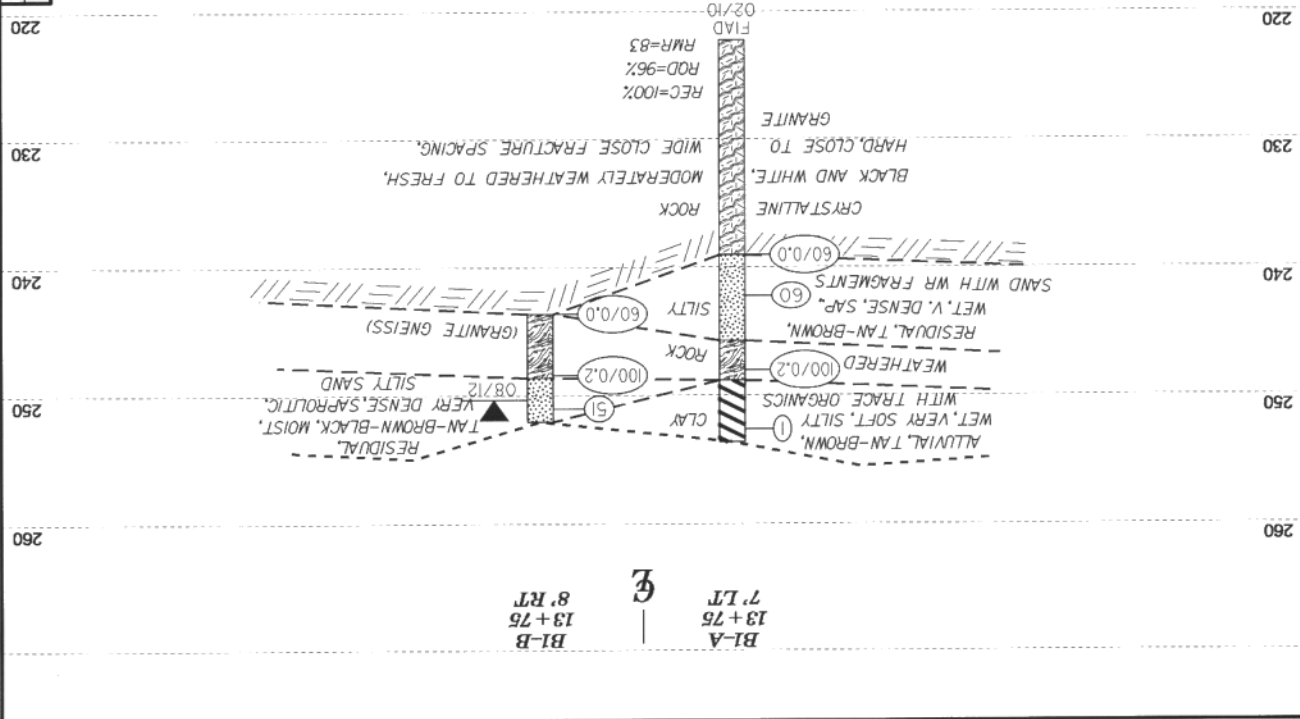 B1-A
13+75
7' LT
B1-B
13+75
8' RT
℄
260
260
ALLUVIAL, TAN-BROWN,
WET, VERY SOFT, SILTY CLAY
WITH TRACE ORGANICS
1
51
RESIDUAL,
TAN-BROWN-BLACK, MOIST,
VERY DENSE, SAPROLITIC,
SILTY SAND
08/12
250
250
WEATHERED ROCK
(GRANITE GNEISS)
100/0.2
100/0.2
RESIDUAL, TAN-BROWN,
WET, V. DENSE, SAP., SILTY
SAND WITH WR FRAGMENTS
60
60/0.0
60/0.0
240
240
CRYSTALLINE ROCK
BLACK AND WHITE, MODERATELY WEATHERED TO FRESH,
HARD, CLOSE TO WIDE CLOSE FRACTURE SPACING,
GRANITE
230
230
REC=100%
RQD=96%
RMR=83
FIAD
02/10
220
220